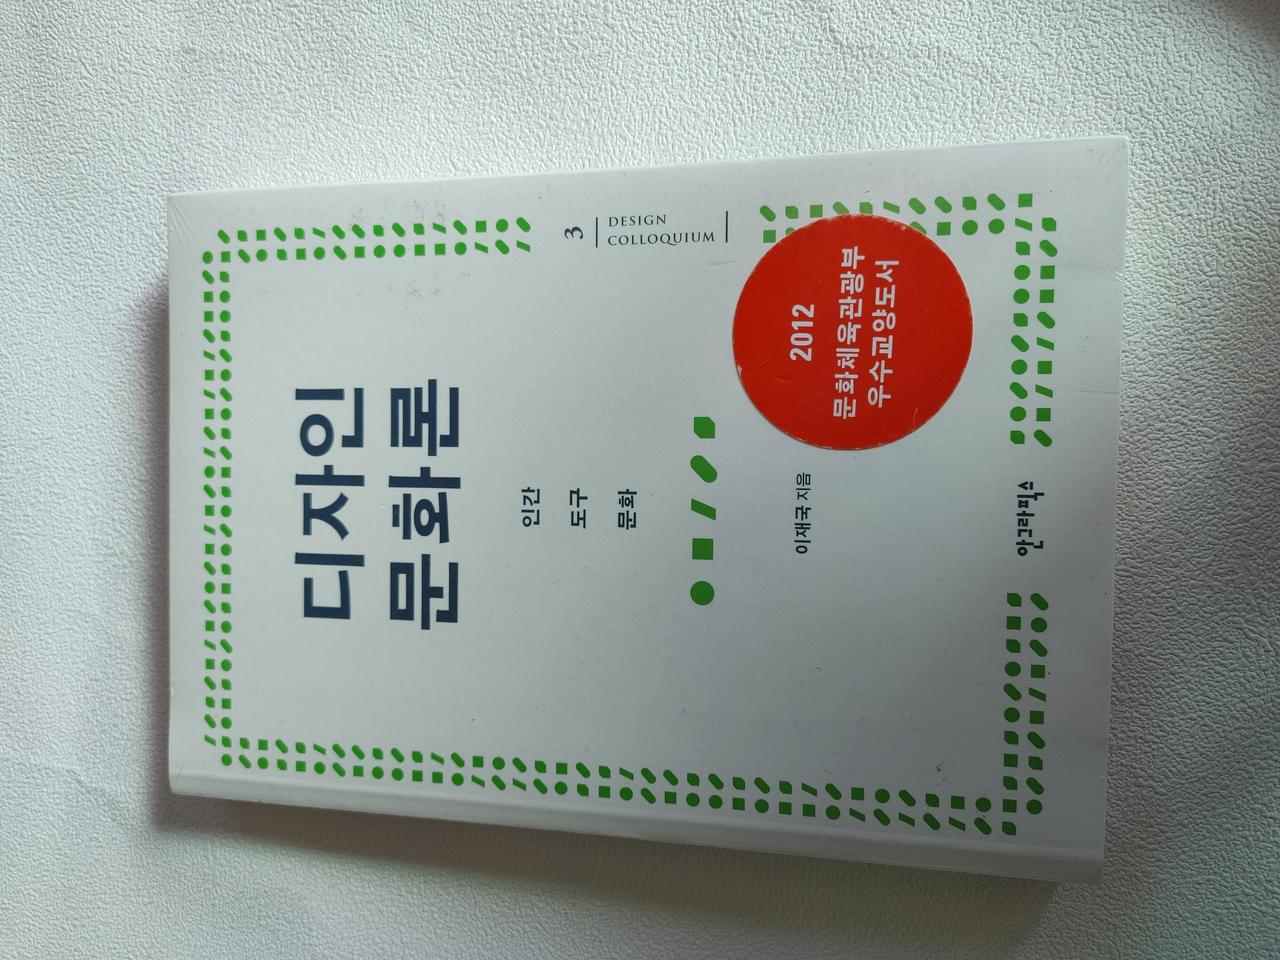 디자인
문화론
인간
도구
문화
3
DESIGN
COLLOQUIUM
이재국 지음
2012
문화체육관광부
우수교양도서
안그라픽스